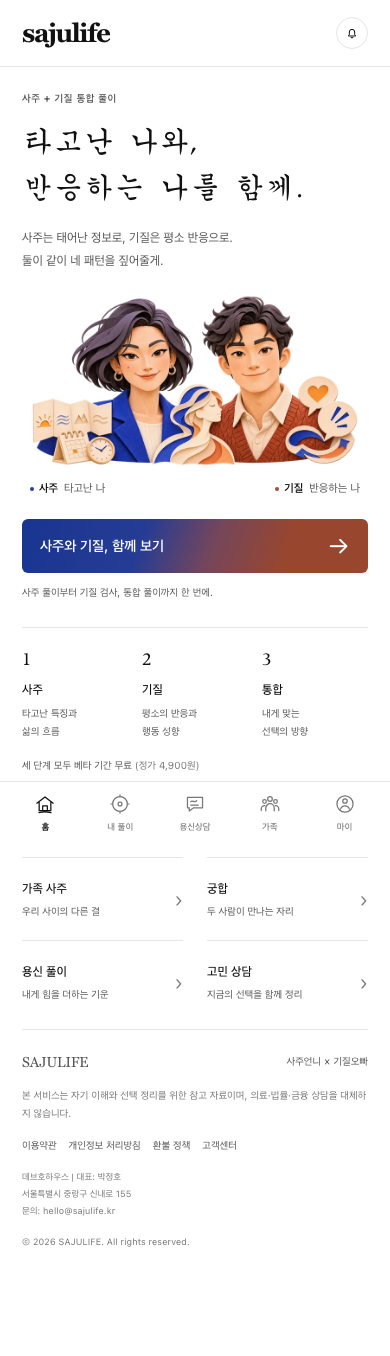 sajulife
사주 + 기질 통합 풀이
타고난 나와,
반응하는 나를 함께.
사주는 태어난 정보로, 기질은 평소 반응으로.
둘이 같이 네 패턴을 짚어줄게.
사주 타고난 나
기질 반응하는 나
사주와 기질, 함께 보기
사주 풀이부터 기질 검사, 통합 풀이까지 한 번에.
1
사주
타고난 특징과
삶의 흐름
2
기질
평소의 반응과
행동 성향
3
통합
내게 맞는
선택의 방향
세 단계 모두 베타 기간 무료 (정가 4,900원)
홈
내 풀이
용신상담
가족
마이
가족 사주
우리 사이의 다른 결
궁합
두 사람이 만나는 자리
용신 풀이
내게 힘을 더하는 기운
고민 상담
지금의 선택을 함께 정리
SAJULIFE
사주언니 × 기질오빠
본 서비스는 자기 이해와 선택 정리를 위한 참고 자료이며, 의료·법률·금융 상담을 대체하
지 않습니다.
이용약관 개인정보 처리방침 환불 정책 고객센터
데브호하우스 | 대표: 박정호
서울특별시 중랑구 신내로 155
문의: hello@sajulife.kr
© 2026 SAJULIFE. All rights reserved.